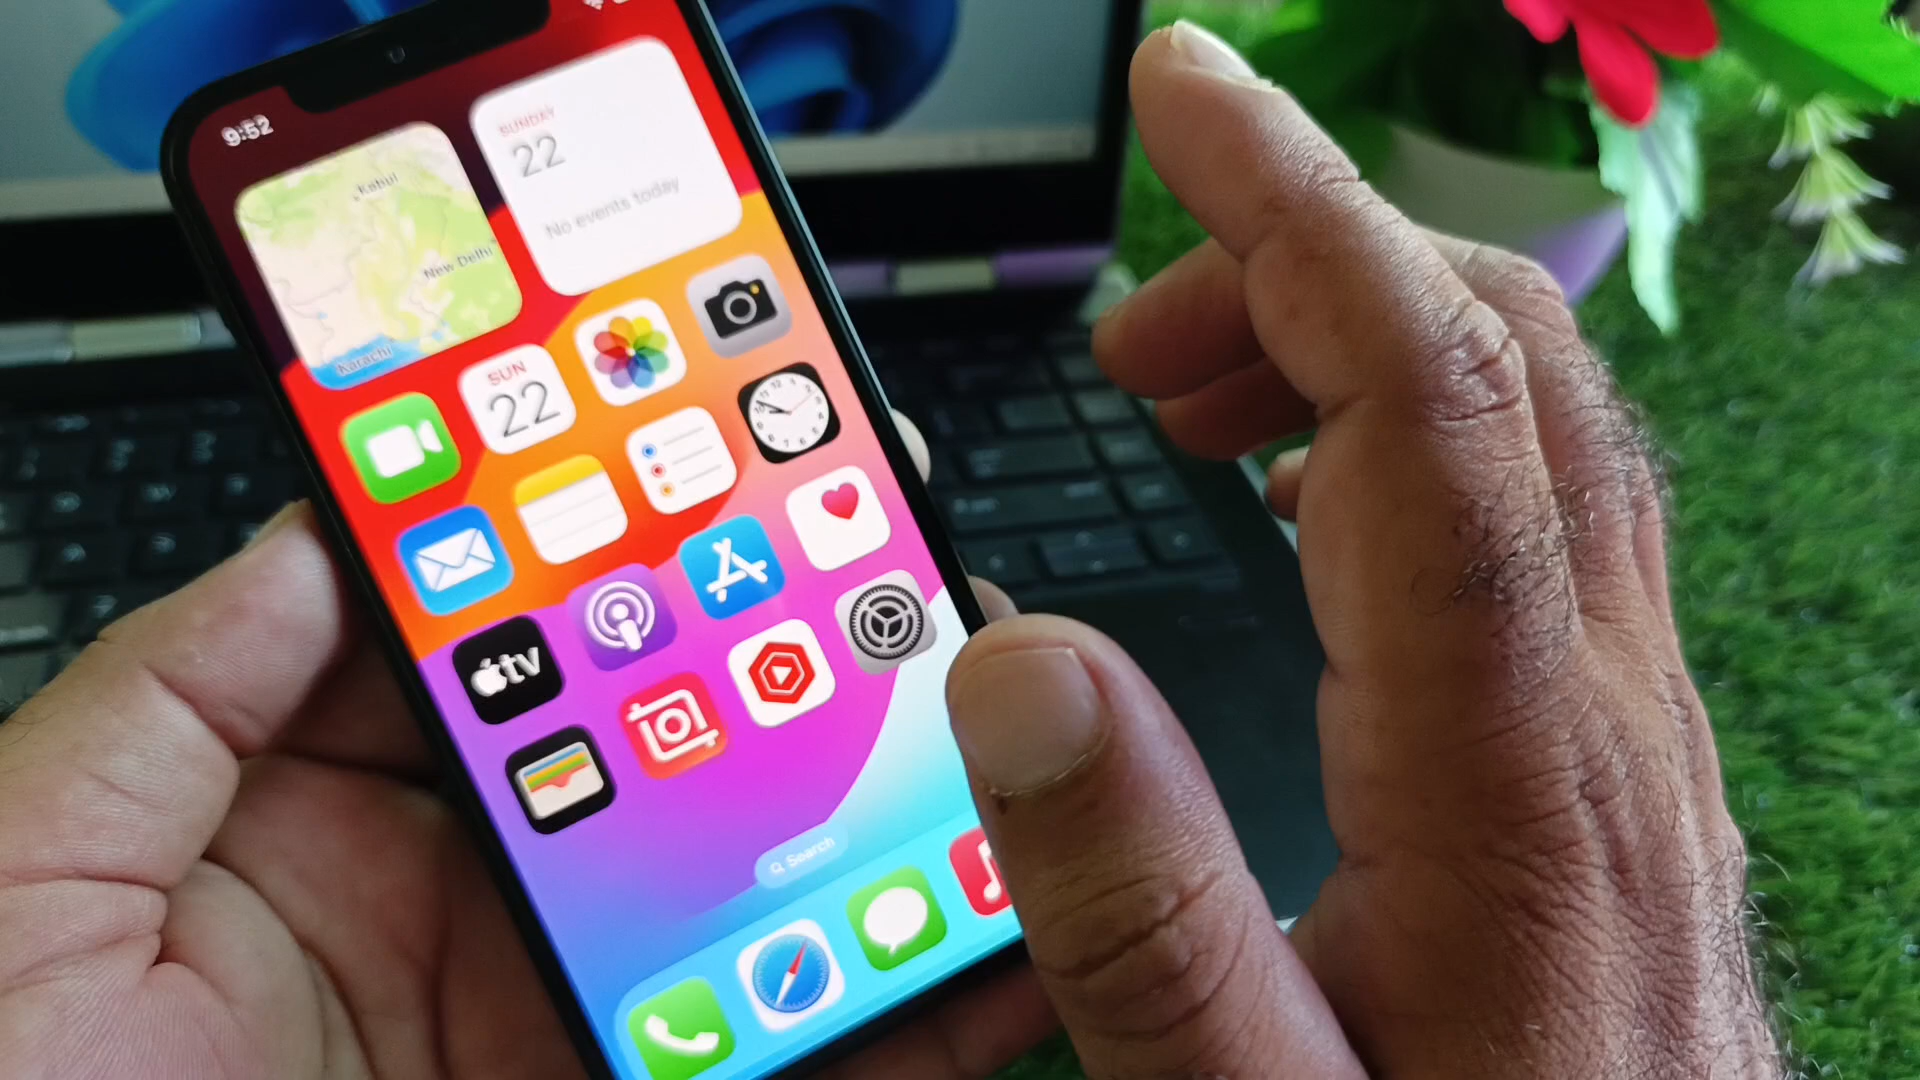 9:52
Kabul
New Delhi
Karachi
SUNDAY
22
No events today
SUN
22
tv
Search